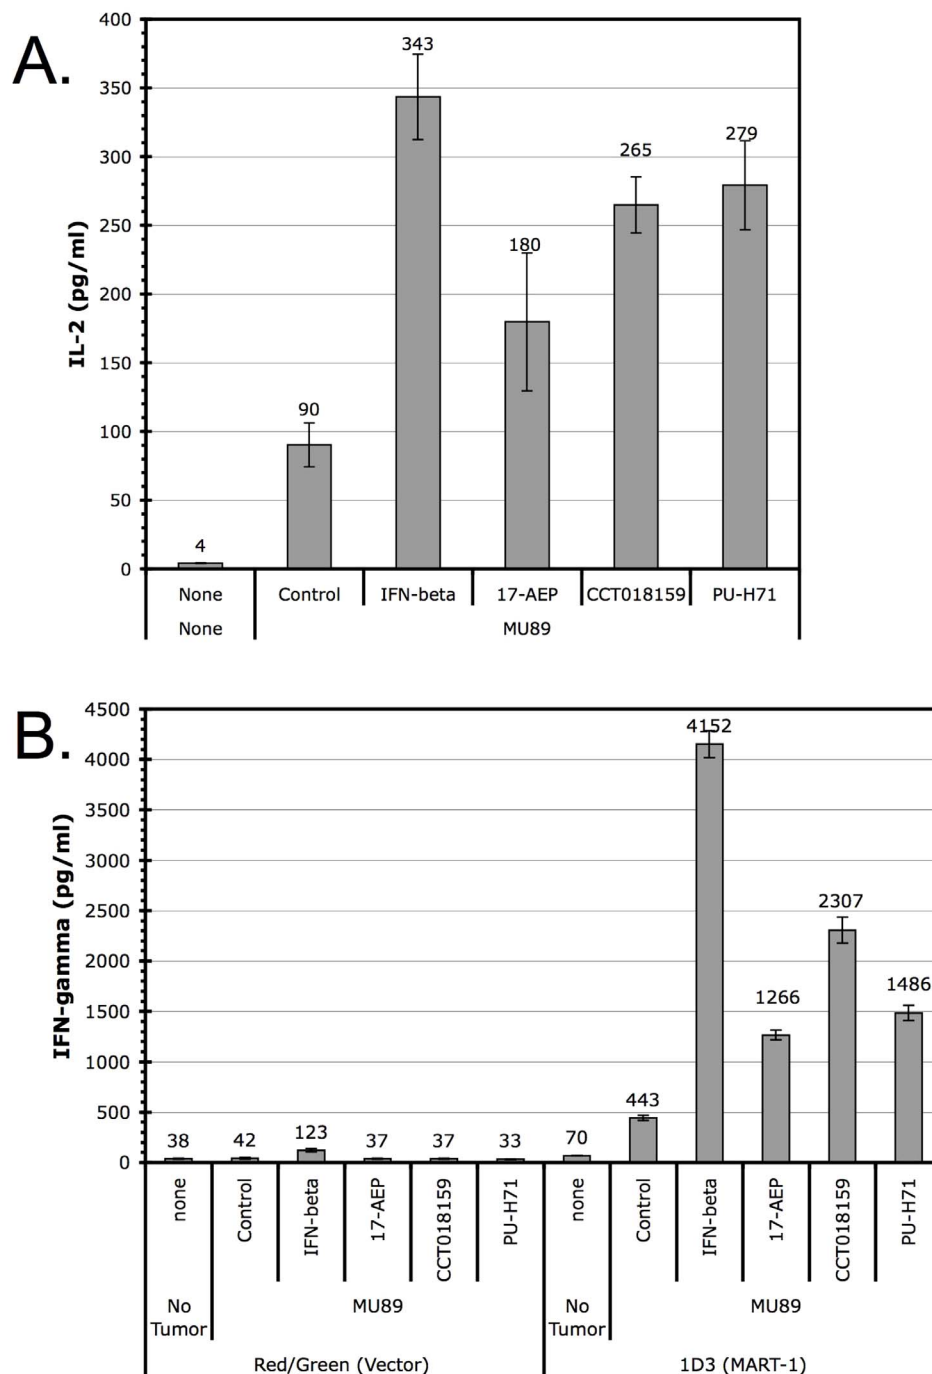 A.
IL-2 (pg/ml)
400
350
300
250
200
150
100
50
0
4
90
343
180
265
279
None Control IFN-beta 17-AEP CCT018159 PU-H71
None MU89
B.
IFN-gamma (pg/ml)
4500
4000
3500
3000
2500
2000
1500
1000
500
0
38
42
123
37
37
33
70
443
4152
1266
2307
1486
none
Control
IFN-beta
17-AEP
CCT018159
PU-H71
none
Control
IFN-beta
17-AEP
CCT018159
PU-H71
No
Tumor
MU89
No
Tumor
MU89
Red/Green (Vector) 1D3 (MART-1)